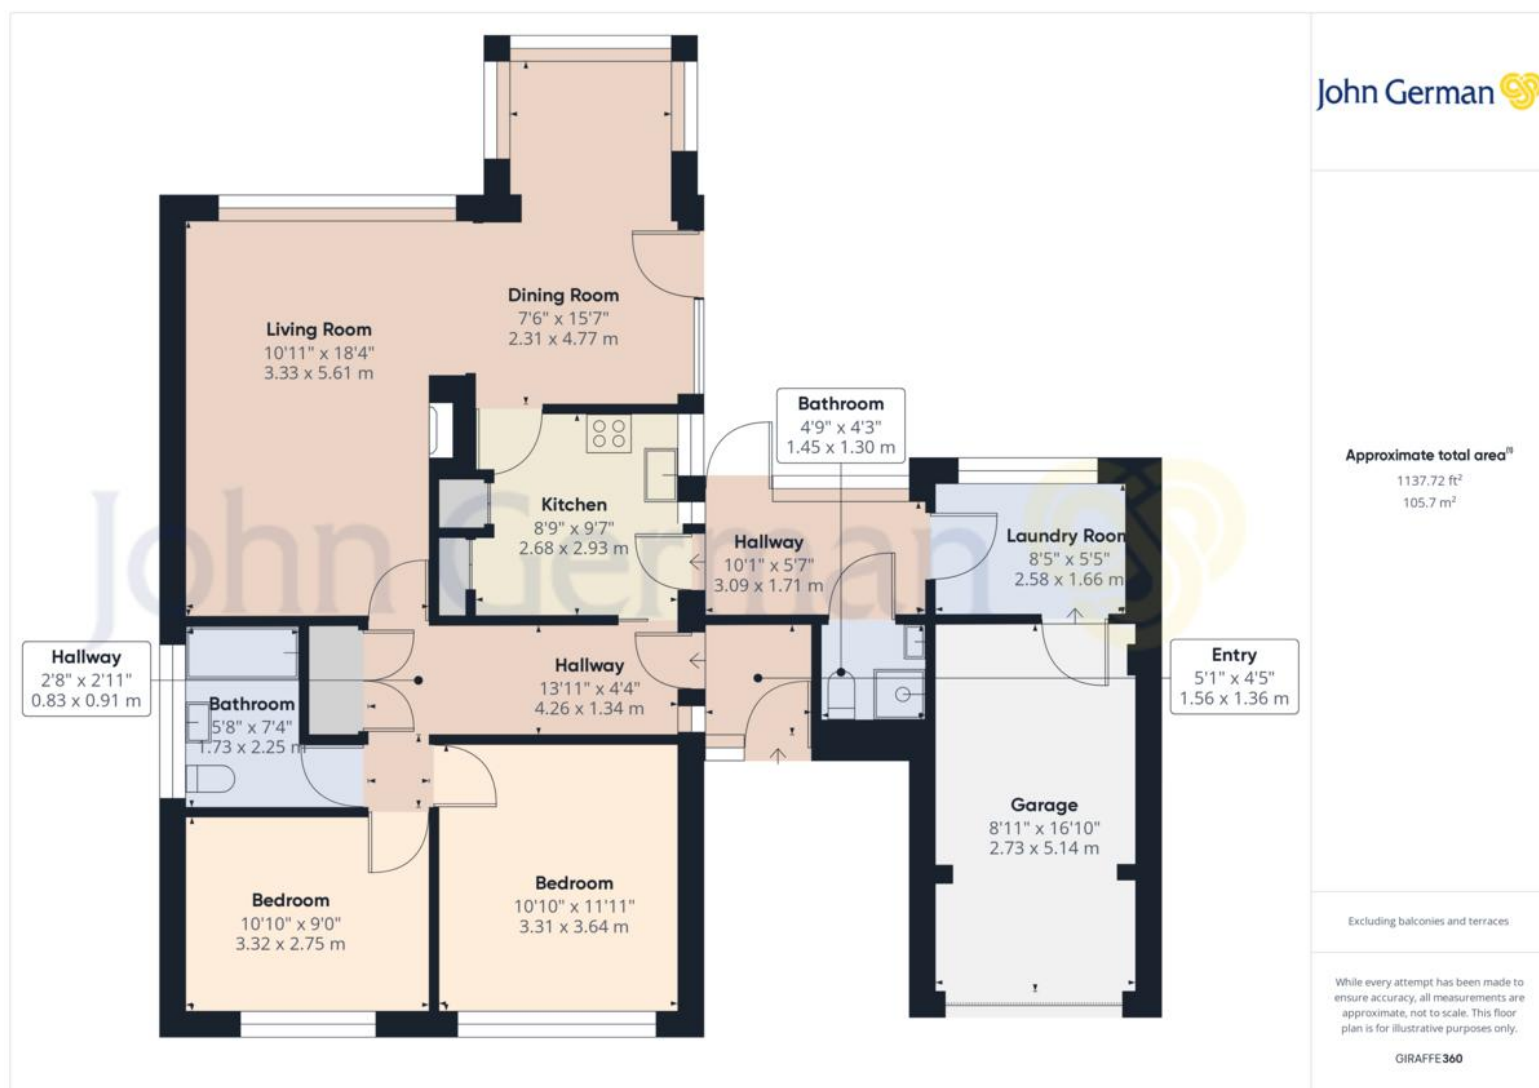 John German
Dining Room
7'6" x 15'7"
2.31 x 4.77 m
Living Room
10'11" x 18'4"
3.33 x 5.61 m
Bathroom
4'9" x 4'3"
1.45 x 1.30 m
Kitchen
8'9" x 9'7"
2.68 x 2.93 m
Hallway
10'1" x 5'7"
3.09 x 1.71 m
Laundry Room
8'5" x 5'5"
2.58 x 1.66 m
John German
Hallway
2'8" x 2'11"
0.83 x 0.91 m
Bathroom
5'8" x 7'4"
1.73 x 2.25 m
Hallway
13'11" x 4'4"
4.26 x 1.34 m
Entry
5'1" x 4'5"
1.56 x 1.36 m
Garage
8'11" x 16'10"
2.73 x 5.14 m
Bedroom
10'10" x 9'0"
3.32 x 2.75 m
Bedroom
10'10" x 11'11"
3.31 x 3.64 m
Approximate total area⁽¹⁾
1137.72 ft²
105.7 m²
Excluding balconies and terraces
While every attempt has been made to
ensure accuracy, all measurements are
approximate, not to scale. This floor
plan is for illustrative purposes only.
GIRAFFE360